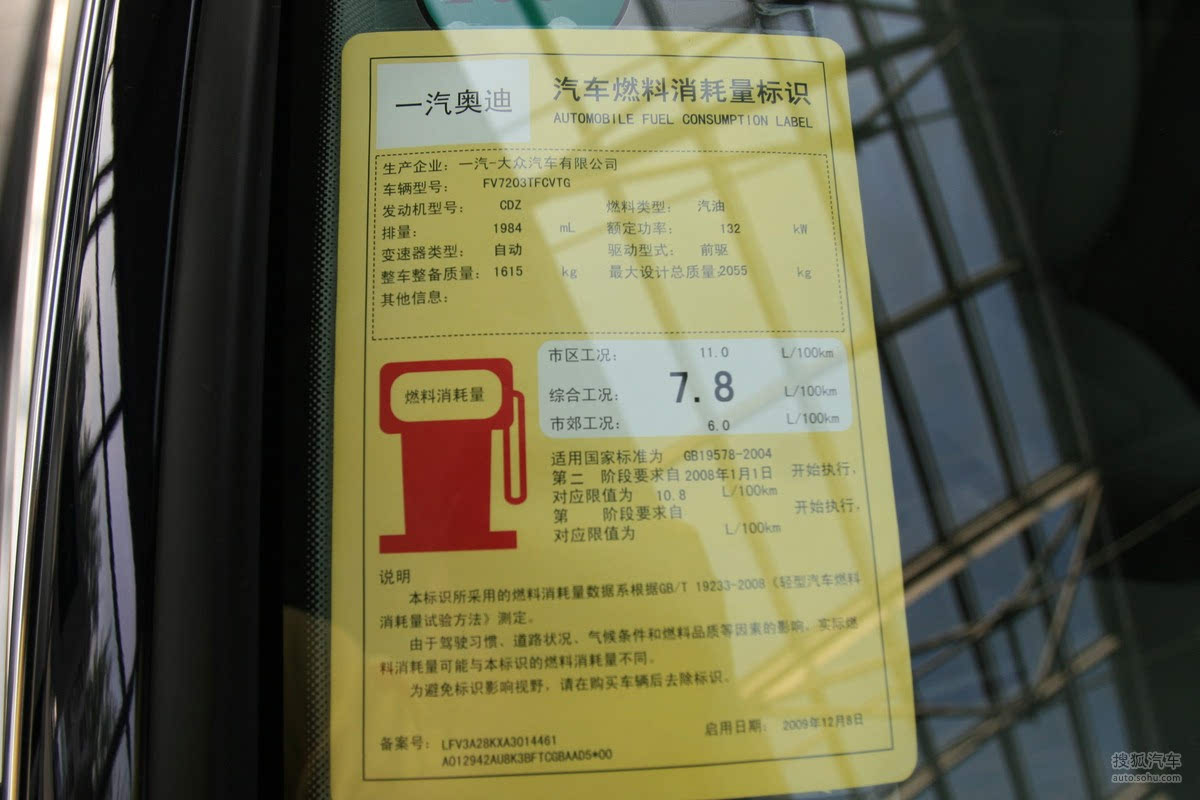 一汽奥迪
汽车燃料消耗量标识
AUTOMOBILE FUEL CONSUMPTION LABEL
生产企业: 一汽-大众汽车有限公司
车辆型号: FV7203TFCVTG
发动机型号: CDZ 燃料类型: 汽油
排量: 1984 mL 额定功率: 132 kW
变速器类型: 自动 驱动型式: 前驱
整车整备质量: 1615 kg 最大设计总质量:2055 kg
其他信息:
燃料消耗量
市区工况: 11.0 L/100km
综合工况: 7.8 L/100km
市郊工况: 6.0 L/100km
适用国家标准为 GB19578-2004
第二 阶段要求自2008年1月1日 开始执行,
对应限值为 10.8 L/100km
第 阶段要求自 开始执行,
对应限值为 L/100km
说明
本标识所采用的燃料消耗量数据系根据GB/T 19233-2008《轻型汽车燃料
消耗量试验方法》测定。
由于驾驶习惯、道路状况、气候条件和燃料品质等因素的影响,实际燃
料消耗量可能与本标识的燃料消耗量不同。
为避免标识影响视野,请在购买车辆后去除标识。
启用日期: 2009年12月8日
备案号: LFV3A28KXA3014461
A012942AU8K3BFTCGBAAD5*00
搜狐汽车
auto.sohu.com